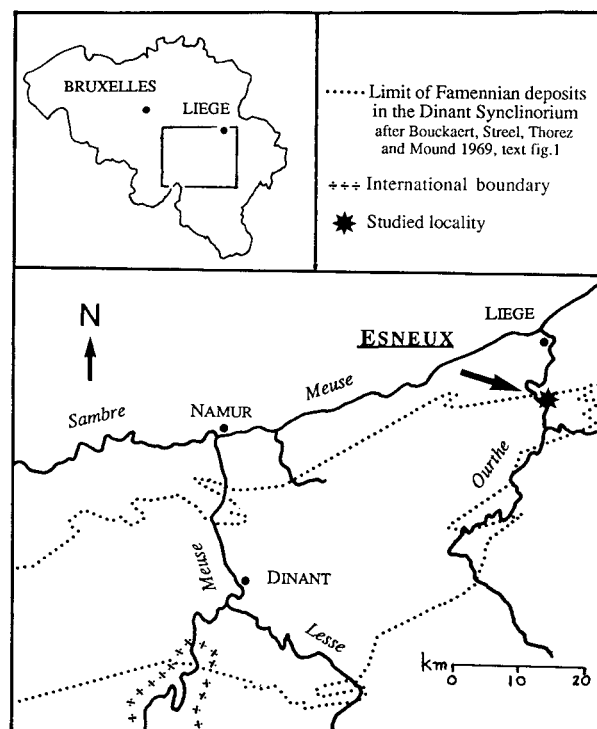 BRUXELLES
LIEGE
Limit of Famennian deposits
in the Dinant Synclinorium
after Bouckaert, Streel, Thorez
and Mound 1969, text fig.1
International boundary
Studied locality
N
ESNEUX
LIEGE
Meuse
Sambre
NAMUR
Ourthe
Meuse
DINANT
Lesse
km
0 10 20